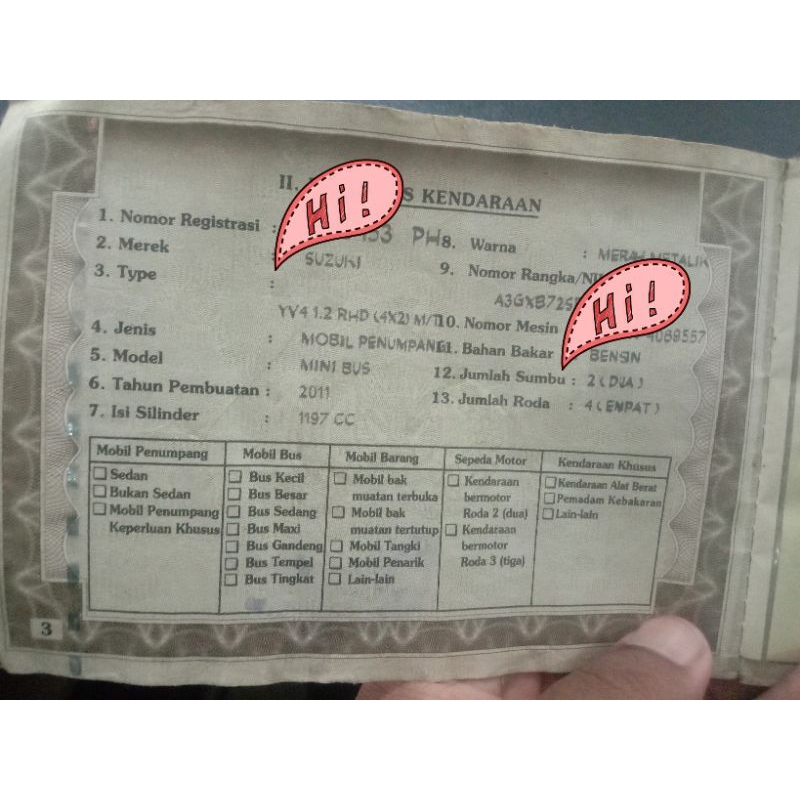 II. S KENDARAAN
1. Nomor Registrasi : 33 PH
2. Merek : SUZUKI
3. Type :
YV4 1.2 RHD (4X2) M/T
4. Jenis : MOBIL PENUMPANG
5. Model : MINI BUS
6. Tahun Pembuatan : 2011
7. Isi Silinder : 1197 CC
8. Warna : MERAH METALIK
9. Nomor Rangka/NI
A3GXB72S
10. Nomor Mesin 4089557
11. Bahan Bakar BENSIN
12. Jumlah Sumbu : 2 (DUA)
13. Jumlah Roda : 4 (ENPAT)
Hi!
Hi!
Mobil Penumpang
Sedan
Bukan Sedan
Mobil Penumpang
Keperluan Khusus
Mobil Bus
Bus Kecil
Bus Besar
Bus Sedang
Bus Maxi
Bus Gandeng
Bus Tempel
Bus Tingkat
Mobil Barang
Mobil bak
muatan terbuka
Mobil bak
muatan tertutup
Mobil Tangki
Mobil Penarik
Lain-lain
Sepeda Motor
Kendaraan
bermotor
Roda 2 (dua)
Kendaraan
bermotor
Roda 3 (tiga)
Kendaraan Khusus
Kendaraan Alat Berat
Pemadam Kebakaran
Lain-lain
3